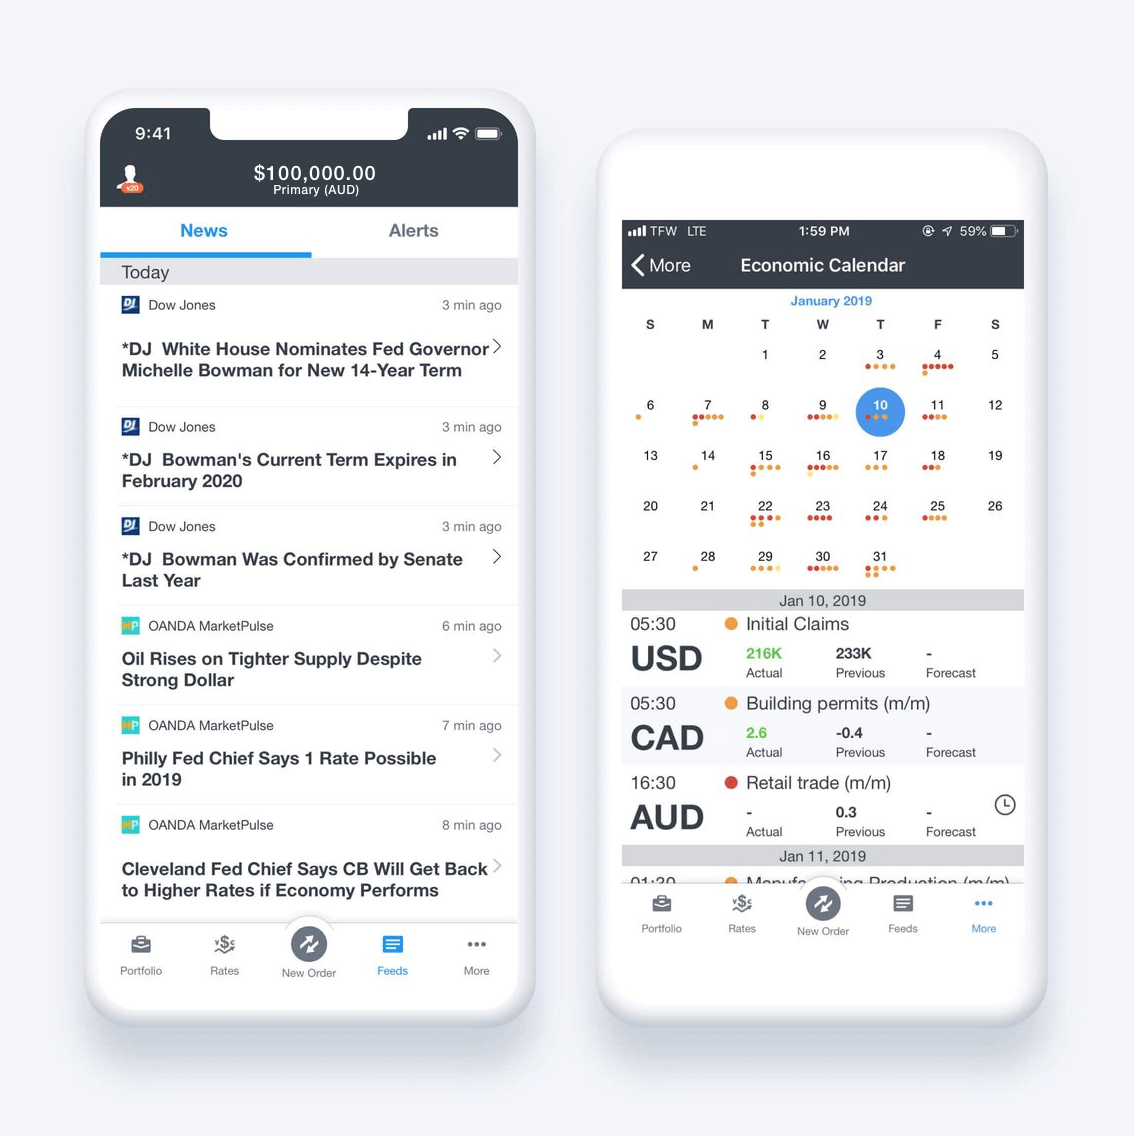 9:41
v20
$100,000.00
Primary (AUD)
News Alerts
Today
DJ Dow Jones 3 min ago
*DJ White House Nominates Fed Governor
Michelle Bowman for New 14-Year Term
DJ Dow Jones 3 min ago
*DJ Bowman's Current Term Expires in
February 2020
DJ Dow Jones 3 min ago
*DJ Bowman Was Confirmed by Senate
Last Year
MP OANDA MarketPulse 6 min ago
Oil Rises on Tighter Supply Despite
Strong Dollar
MP OANDA MarketPulse 7 min ago
Philly Fed Chief Says 1 Rate Possible
in 2019
MP OANDA MarketPulse 8 min ago
Cleveland Fed Chief Says CB Will Get Back
to Higher Rates if Economy Performs
Portfolio Rates New Order Feeds More
TFW LTE 1:59 PM 59%
More Economic Calendar
January 2019
S M T W T F S
1 2 3 4 5
6 7 8 9 10 11 12
13 14 15 16 17 18 19
20 21 22 23 24 25 26
27 28 29 30 31
Jan 10, 2019
05:30 Initial Claims
USD 216K 233K -
Actual Previous Forecast
05:30 Building permits (m/m)
CAD 2.6 -0.4 -
Actual Previous Forecast
16:30 Retail trade (m/m)
AUD - 0.3 -
Actual Previous Forecast
Jan 11, 2019
01:30 Manufacturing Production (m/m)
Portfolio Rates New Order Feeds More